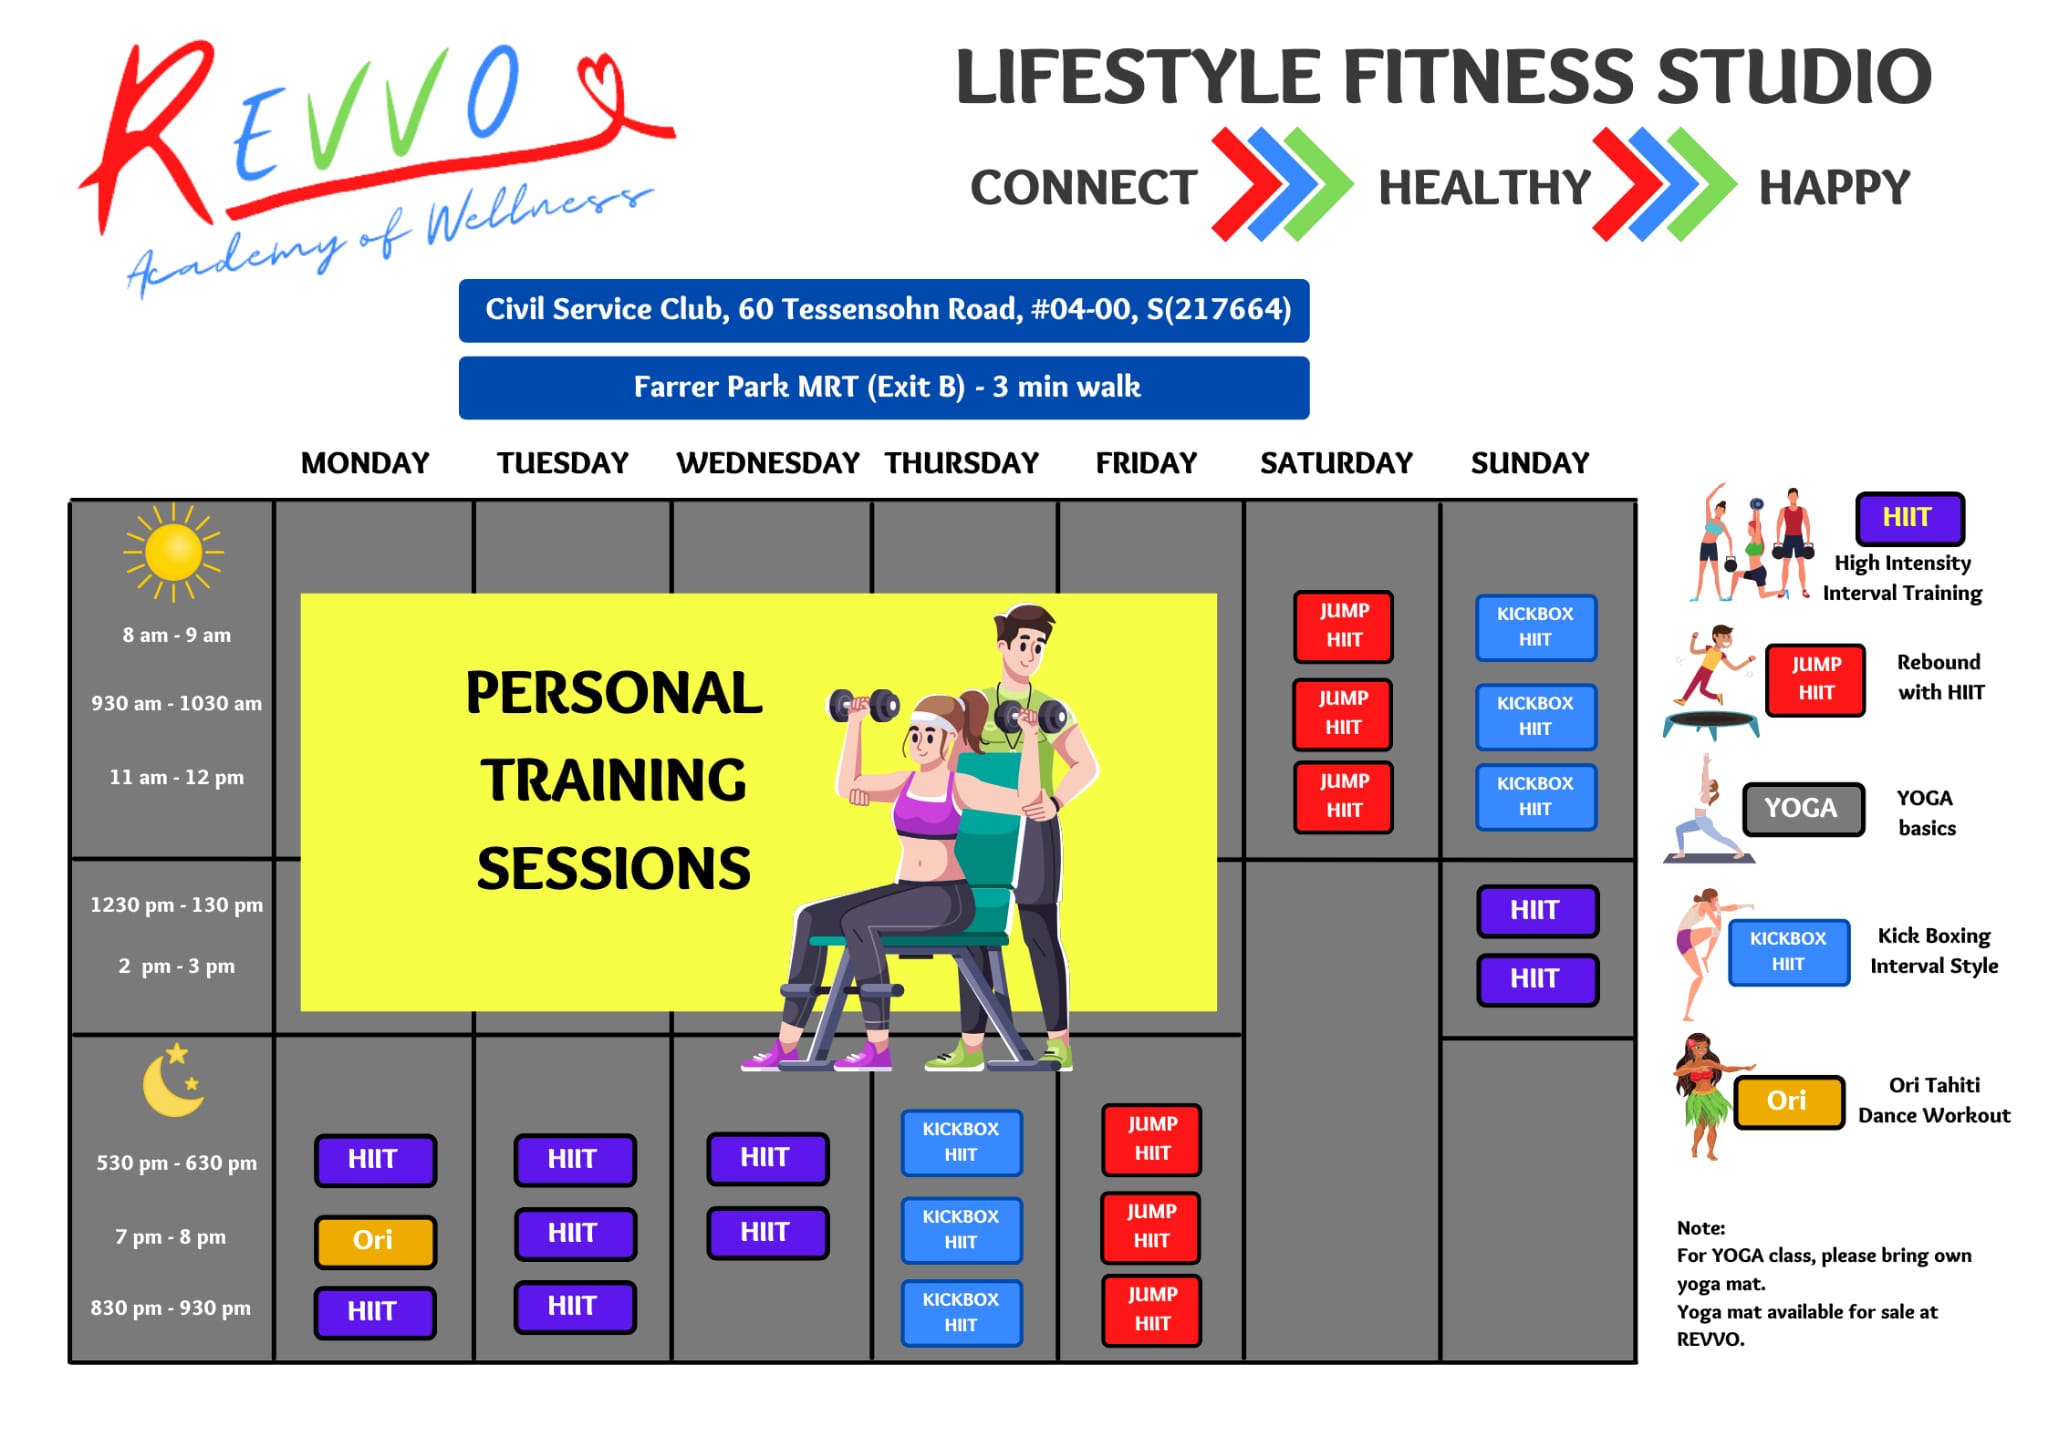 REVVO
Academy of Wellness
LIFESTYLE FITNESS STUDIO
CONNECT HEALTHY HAPPY
Civil Service Club, 60 Tessensohn Road, #04-00, S(217664)
Farrer Park MRT (Exit B) - 3 min walk
MONDAY TUESDAY WEDNESDAY THURSDAY FRIDAY SATURDAY SUNDAY
8 am - 9 am
JUMP
HIIT
KICKBOX
HIIT
930 am - 1030 am
JUMP
HIIT
KICKBOX
HIIT
11 am - 12 pm
JUMP
HIIT
KICKBOX
HIIT
PERSONAL
TRAINING
SESSIONS
1230 pm - 130 pm
HIIT
2 pm - 3 pm
HIIT
530 pm - 630 pm
HIIT
HIIT
HIIT
KICKBOX
HIIT
JUMP
HIIT
7 pm - 8 pm
Ori
HIIT
HIIT
KICKBOX
HIIT
JUMP
HIIT
830 pm - 930 pm
HIIT
HIIT
KICKBOX
HIIT
JUMP
HIIT
HIIT
High Intensity
Interval Training
JUMP
HIIT
Rebound
with HIIT
YOGA
YOGA
basics
KICKBOX
HIIT
Kick Boxing
Interval Style
Ori
Ori Tahiti
Dance Workout
Note:
For YOGA class, please bring own
yoga mat.
Yoga mat available for sale at
REVVO.